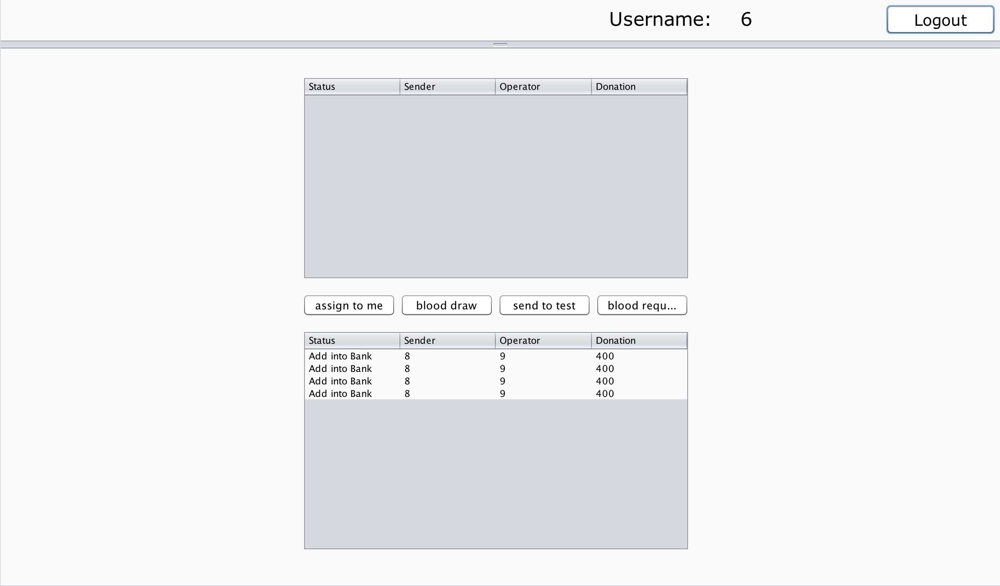 Username: 6 Logout
Status Sender Operator Donation
assign to me blood draw send to test blood requ...
Status Sender Operator Donation
Add into Bank 8 9 400
Add into Bank 8 9 400
Add into Bank 8 9 400
Add into Bank 8 9 400